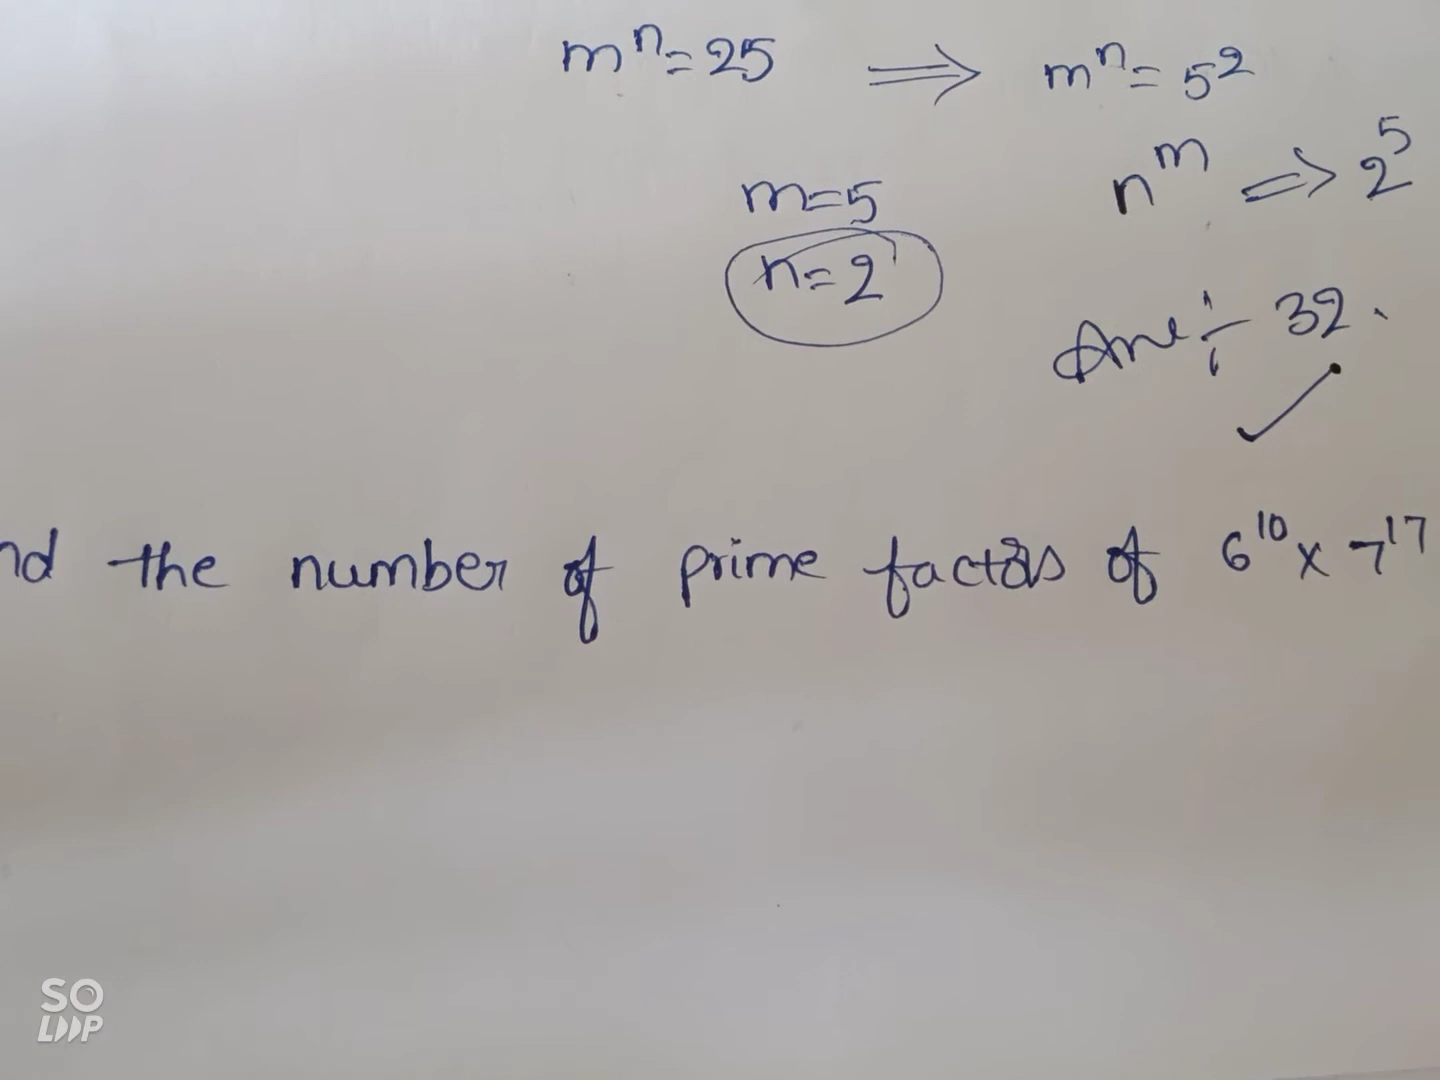 mⁿ = 25 ⟹ mⁿ = 5²
m = 5 nᵐ ⟹ 2⁵
n = 2
Ans :- 32.
nd the number of prime factors of 6¹⁰ x 7¹⁷
SO
LOOP